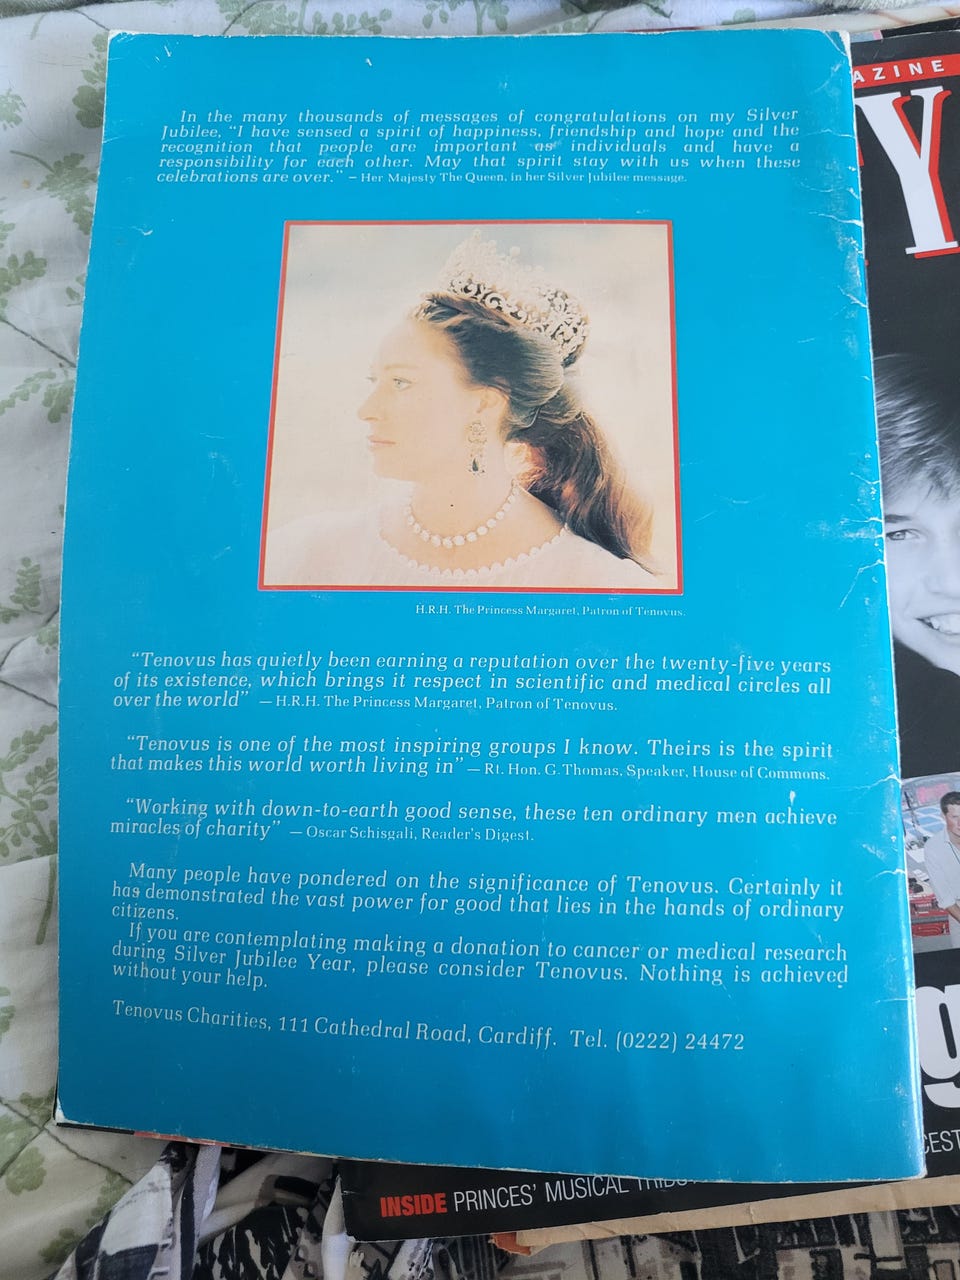 In the many thousands of messages of congratulations on my Silver
Jubilee, “I have sensed a spirit of happiness, friendship and hope and the
recognition that people are important as individuals and have a
responsibility for each other. May that spirit stay with us when these
celebrations are over.” – Her Majesty The Queen, in her Silver Jubilee message.
H.R.H. The Princess Margaret, Patron of Tenovus.
“Tenovus has quietly been earning a reputation over the twenty-five years
of its existence, which brings it respect in scientific and medical circles all
over the world” — H.R.H. The Princess Margaret, Patron of Tenovus.
“Tenovus is one of the most inspiring groups I know. Theirs is the spirit
that makes this world worth living in” — Rt. Hon. G. Thomas, Speaker, House of Commons.
“Working with down-to-earth good sense, these ten ordinary men achieve
miracles of charity” — Oscar Schisgall, Reader's Digest.
Many people have pondered on the significance of Tenovus. Certainly it
has demonstrated the vast power for good that lies in the hands of ordinary
citizens.
If you are contemplating making a donation to cancer or medical research
during Silver Jubilee Year, please consider Tenovus. Nothing is achieved
without your help.
Tenovus Charities, 111 Cathedral Road, Cardiff. Tel. (0222) 24472
AZINE
Y
g
CEST
INSIDE PRINCES' MUSICAL